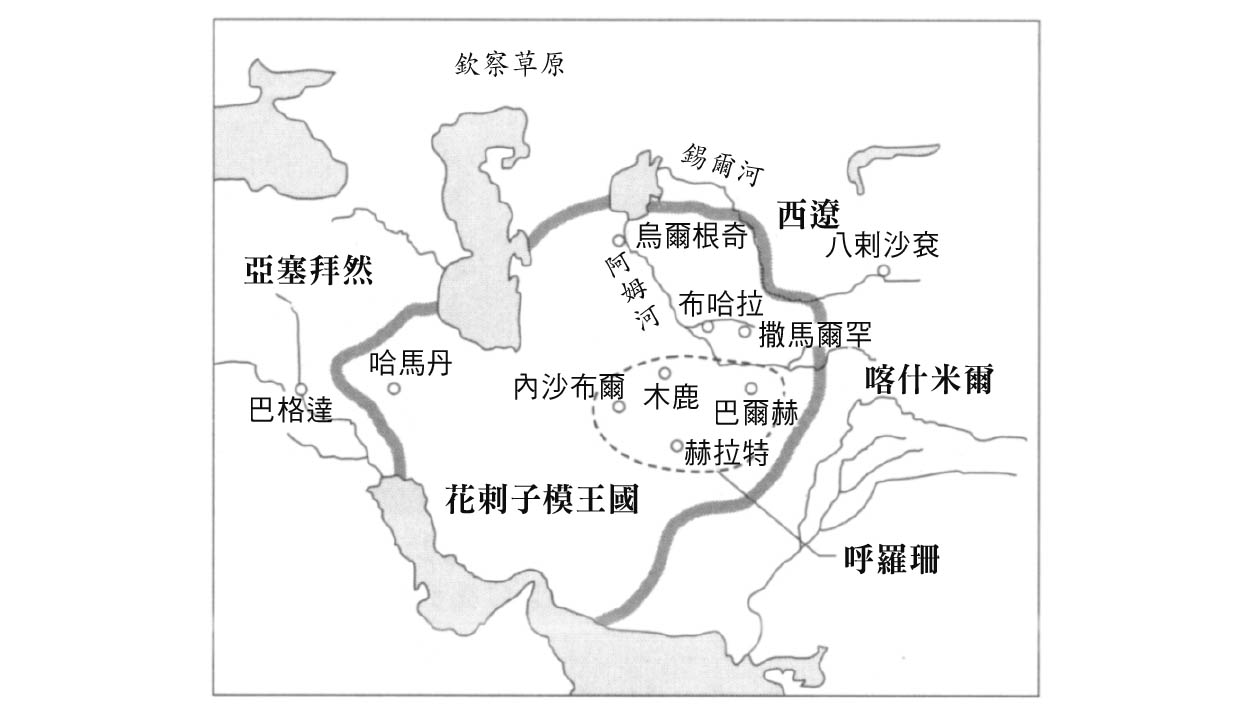 欽察草原
錫爾河
西遼
烏爾根奇
八剌沙袞
亞塞拜然
阿姆河
布哈拉
撒馬爾罕
哈馬丹
內沙布爾
木鹿
喀什米爾
巴格達
巴爾赫
赫拉特
花剌子模王國
呼羅珊